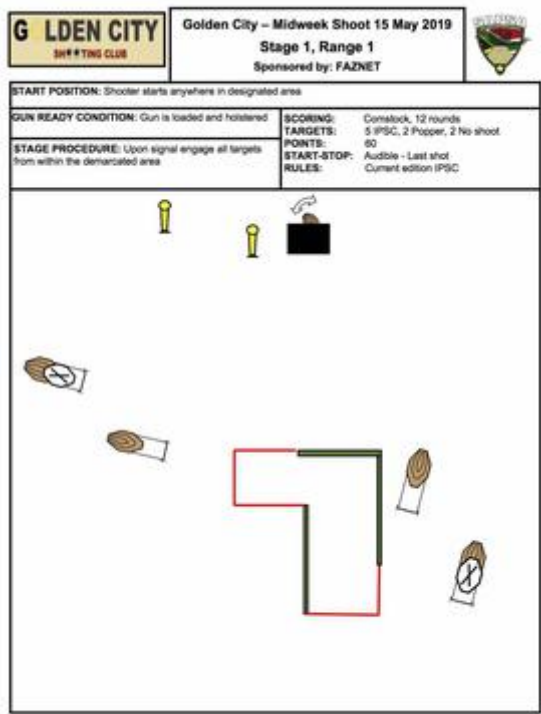 G LDEN CITY
SH**TING CLUB
Golden City – Midweek Shoot 15 May 2019
Stage 1, Range 1
Sponsored by: FAZNET
START POSITION: Shooter starts anywhere in designated area
GUN READY CONDITION: Gun is loaded and holstered
STAGE PROCEDURE: Upon signal engage all targets
from within the demarcated area
SCORING: Comstock, 12 rounds
TARGETS: 5 IPSC, 2 Popper, 2 No shoot
POINTS: 60
START-STOP: Audible - Last shot
RULES: Current edition IPSC